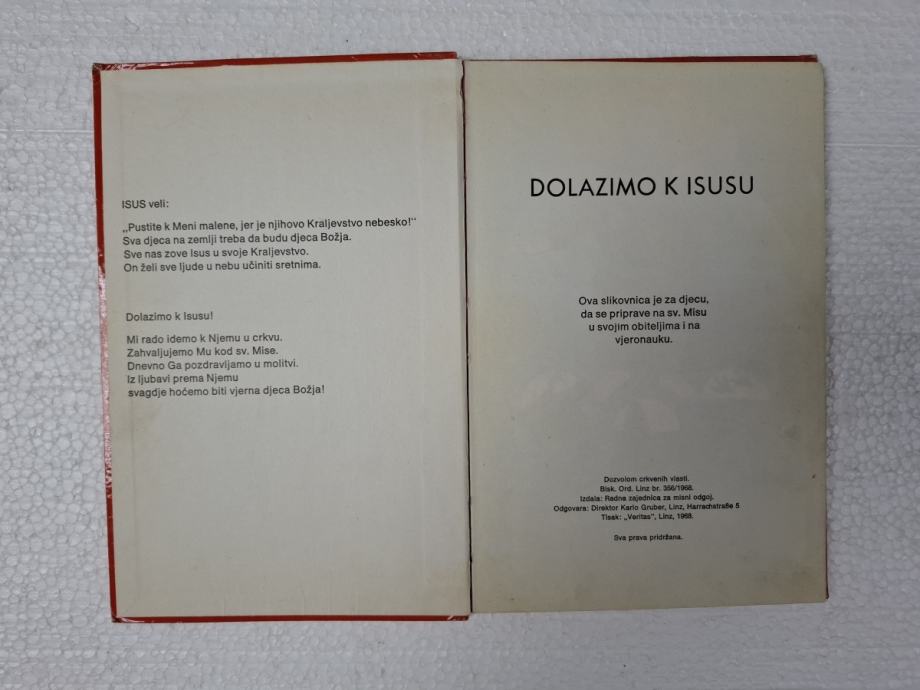 ISUS veli:
„Pustite k Meni malene, jer je njihovo Kraljevstvo nebesko!“
Sva djeca na zemlji treba da budu djeca Božja.
Sve nas zove Isus u svoje Kraljevstvo.
On želi sve ljude u nebu učiniti sretnima.
Dolazimo k Isusu!
Mi rado idemo k Njemu u crkvu.
Zahvaljujemo Mu kod sv. Mise.
Dnevno Ga pozdravljamo u molitvi.
Iz ljubavi prema Njemu
svagdje hoćemo biti vjerna djeca Božja!
DOLAZIMO K ISUSU
Ova slikovnica je za djecu,
da se priprave na sv. Misu
u svojim obiteljima i na
vjeronauku.
Dozvolom crkvenih vlasti.
Bisk. Ord. Linz br. 356/1968.
Izdala: Radna zajednica za misni odgoj.
Odgovara: Direktor Karlo Gruber, Linz, Harrachstraße 5
Tisak: „Veritas“, Linz, 1968.
Sva prava pridržana.